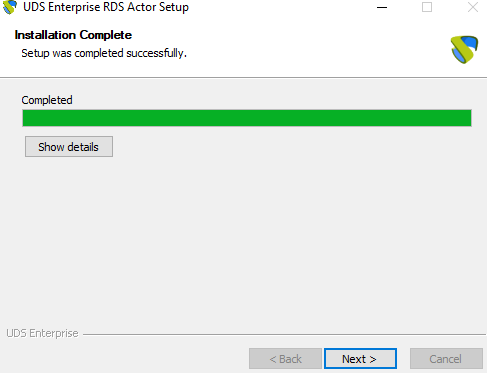 UDS Enterprise RDS Actor Setup
Installation Complete
Setup was completed successfully.
Completed
Show details
UDS Enterprise
< Back
Next >
Cancel